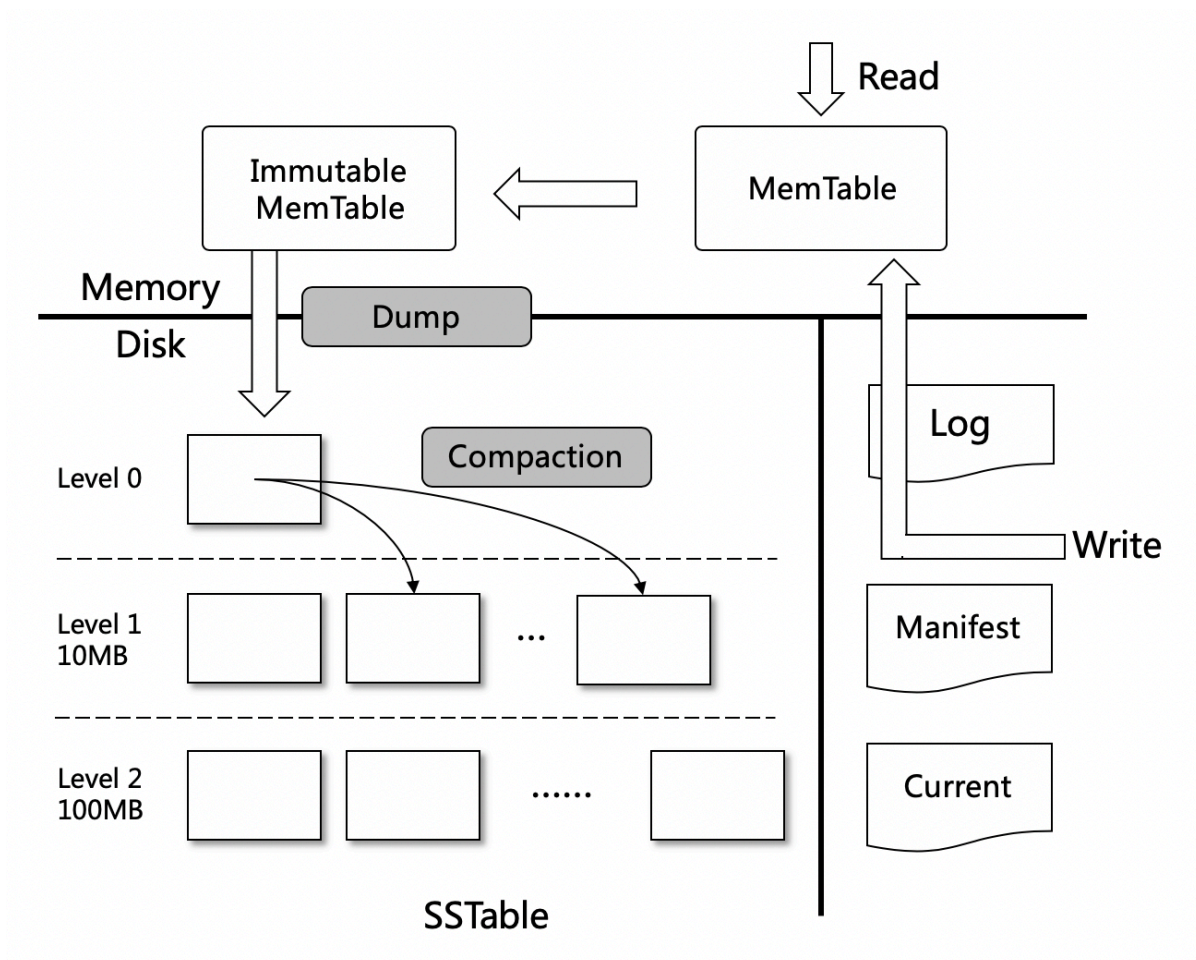 Read
Immutable
MemTable
MemTable
Memory
Dump
Disk
Log
Compaction
Level 0
Write
Level 1
10MB
...
Manifest
Level 2
100MB
......
Current
SSTable